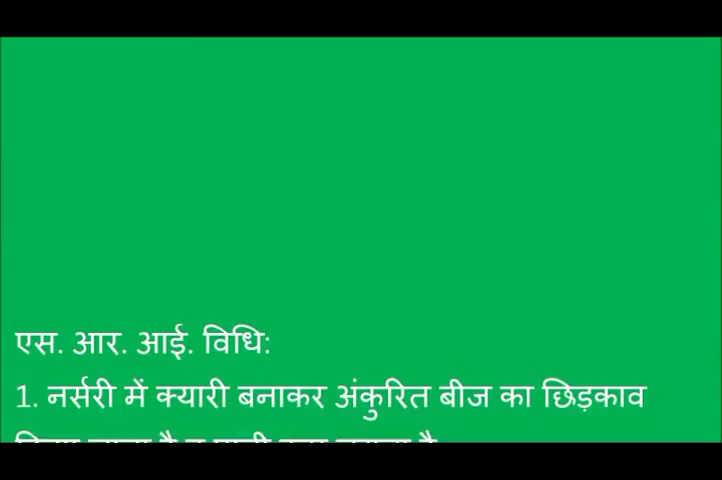 एस. आर. आई. विधि:
1. नर्सरी में क्यारी बनाकर अंकुरित बीज का छिड़काव